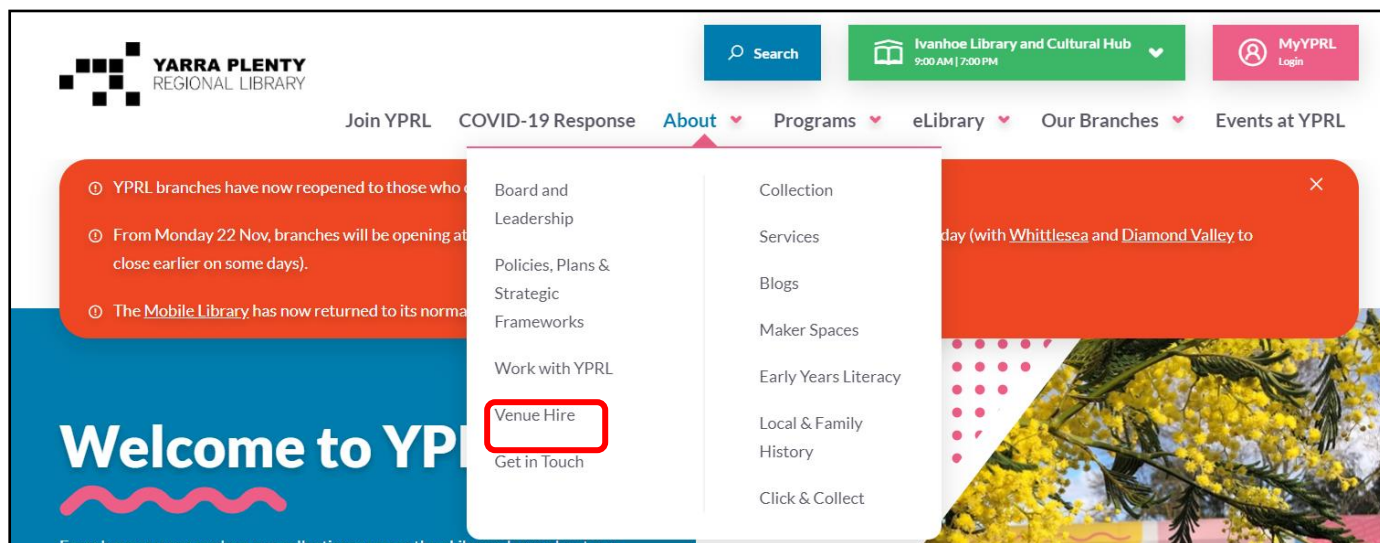 YARRA PLENTY
REGIONAL LIBRARY
Search
Ivanhoe Library and Cultural Hub
9:00 AM | 7:00 PM
MyYPRL
Login
Join YPRL COVID-19 Response About Programs eLibrary Our Branches Events at YPRL
YPRL branches have now reopened to those who
From Monday 22 Nov, branches will be opening at
day (with Whittlesea and Diamond Valley to
close earlier on some days).
The Mobile Library has now returned to its norma
Board and
Leadership
Policies, Plans &
Strategic
Frameworks
Work with YPRL
Venue Hire
Get in Touch
Collection
Services
Blogs
Maker Spaces
Early Years Literacy
Local & Family
History
Click & Collect
Welcome to YP